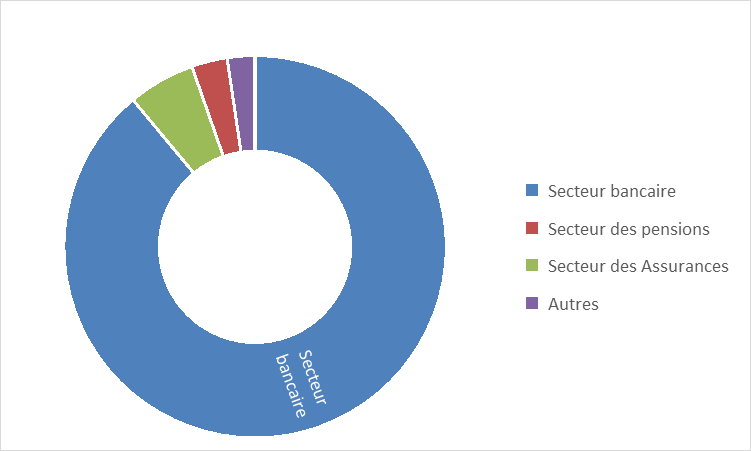 Secteur bancaire
Secteur des pensions
Secteur des Assurances
Autres
Secteur
bancaire